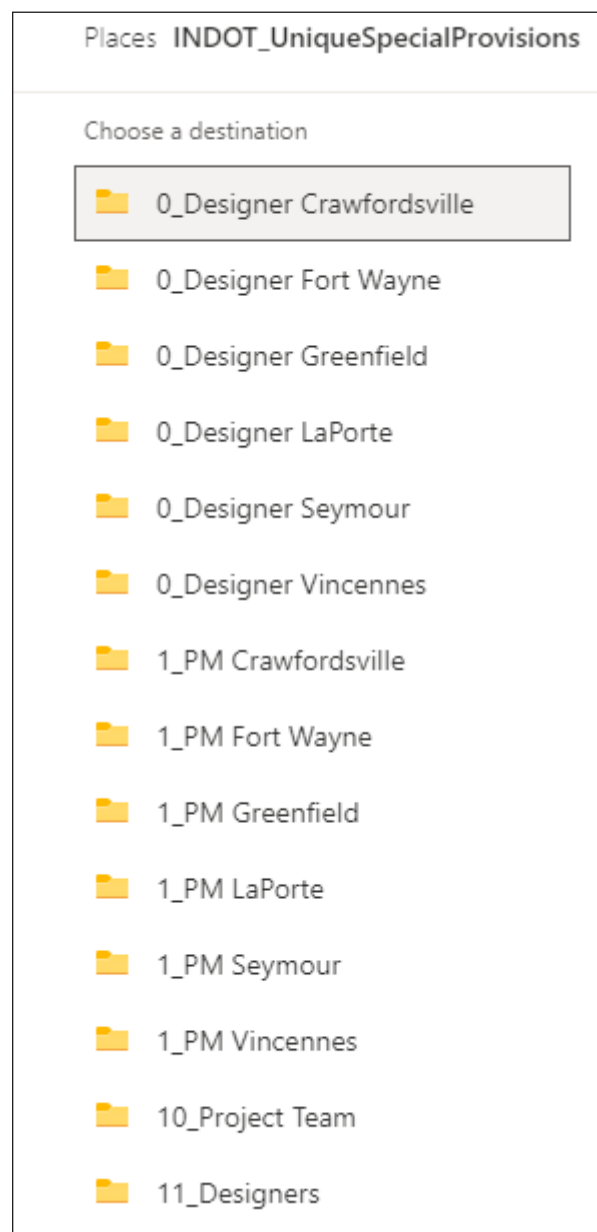 Places INDOT_UniqueSpecialProvisions
Choose a destination
0_Designer Crawfordsville
0_Designer Fort Wayne
0_Designer Greenfield
0_Designer LaPorte
0_Designer Seymour
0_Designer Vincennes
1_PM Crawfordsville
1_PM Fort Wayne
1_PM Greenfield
1_PM LaPorte
1_PM Seymour
1_PM Vincennes
10_Project Team
11_Designers